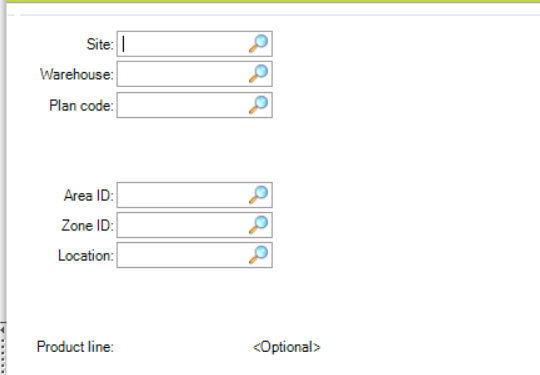 Site:
Warehouse:
Plan code:
Area ID:
Zone ID:
Location:
Product line: <Optional>